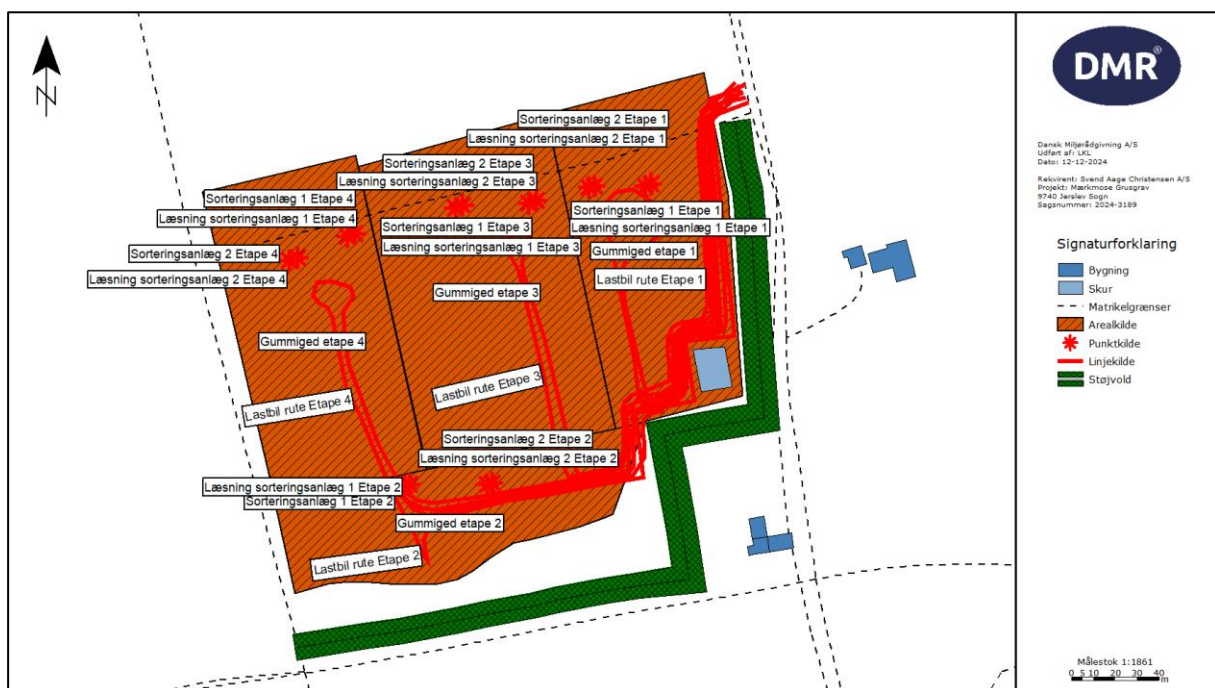 N
Sorteringsanlæg 2 Etape 1
Læsning sorteringsanlæg 2 Etape 1
Sorteringsanlæg 2 Etape 3
Læsning sorteringsanlæg 2 Etape 3
Sorteringsanlæg 1 Etape 4
Læsning sorteringsanlæg 1 Etape 4
Sorteringsanlæg 1 Etape 1
Læsning sorteringsanlæg 1 Etape 1
Sorteringsanlæg 1 Etape 3
Læsning sorteringsanlæg 1 Etape 3
Sorteringsanlæg 2 Etape 4
Læsning sorteringsanlæg 2 Etape 4
Gummiged etape 1
Lastbil rute Etape 1
Gummiged etape 3
Gummiged etape 4
Lastbil rute Etape 3
Lastbil rute Etape 4
Sorteringsanlæg 2 Etape 2
Læsning sorteringsanlæg 2 Etape 2
Læsning sorteringsanlæg 1 Etape 2
Sorteringsanlæg 1 Etape 2
Gummiged etape 2
Lastbil rute Etape 2
DMR®
Dansk Miljørådgivning A/S
Udført af: LKL
Dato: 12-12-2024
Rekvirent: Svend Aage Christensen A/S
Projekt: Mærkmose Grusgrav
9740 Jerslev Sogn
Sagsnummer: 2024-3189
Signaturforklaring
Bygning
Skur
Matrikelgrænser
Arealkilde
Punktkilde
Linjekilde
Støjvold
Målestok 1:1861
0 5 10 20 30 40
m